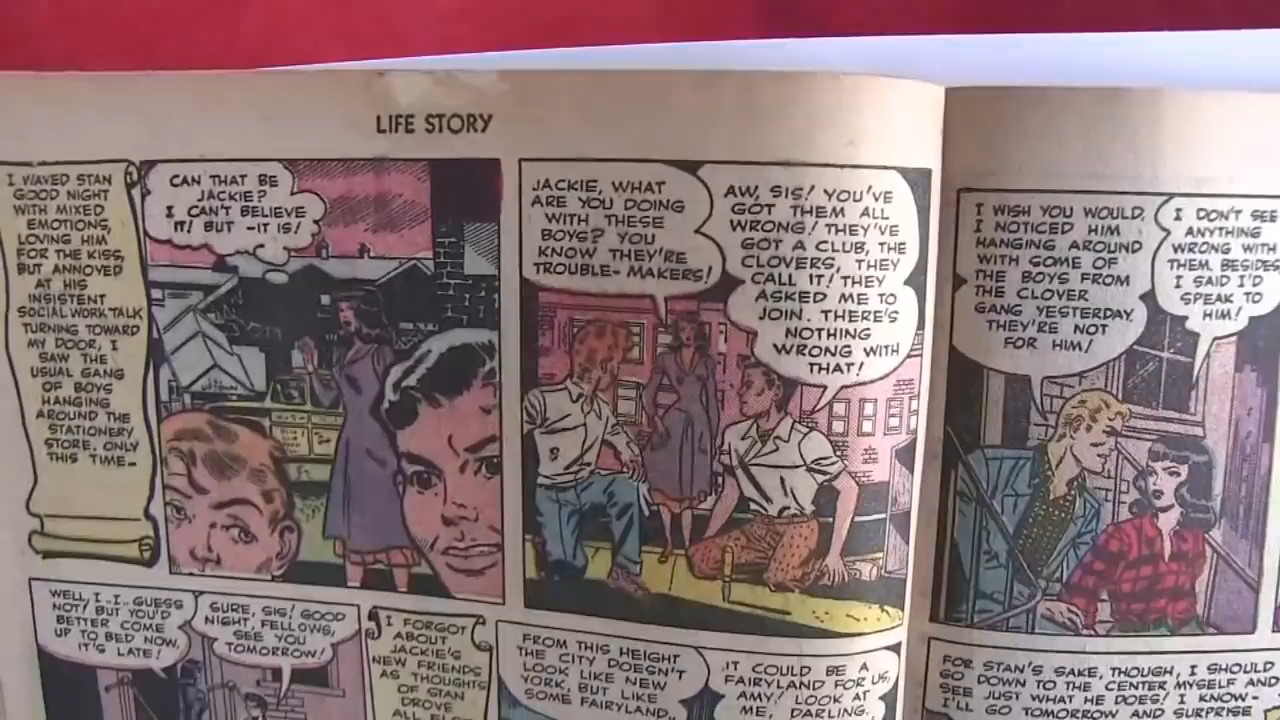 LIFE STORY
I WAVED STAN
GOOD NIGHT
WITH MIXED
EMOTIONS,
LOVING HIM
FOR THE KISS,
BUT ANNOYED
AT HIS
INSISTENT
SOCIAL WORK TALK
TURNING TOWARD
MY DOOR, I
SAW THE
USUAL GANG
OF BOYS
HANGING
AROUND THE
STATIONERY
STORE. ONLY
THIS TIME--
CAN THAT BE
JACKIE?
I CAN'T BELIEVE
IT! BUT -IT IS!
JACKIE, WHAT
ARE YOU DOING
WITH THESE
BOYS? YOU
KNOW THEY'RE
TROUBLE-MAKERS!
AW, SIS! YOU'VE
GOT THEM ALL
WRONG! THEY'VE
GOT A CLUB, THE
CLOVERS, THEY
CALL IT! THEY
ASKED ME TO
JOIN. THERE'S
NOTHING
WRONG WITH
THAT!
WELL, I..I..GUESS
NOT! BUT YOU'D
BETTER COME
UP TO BED NOW,
IT'S LATE!
SURE, SIS! GOOD
NIGHT, FELLOWS,
SEE YOU
TOMORROW!
I FORGOT
ABOUT
JACKIE'S
NEW FRIENDS
AS THOUGHTS
OF STAN
DROVE
ALL
FROM THIS HEIGHT
THE CITY DOESN'T
LOOK LIKE NEW
YORK, BUT LIKE
SOME FAIRYLAND..
IT COULD BE A
FAIRYLAND FOR US,
AMY! LOOK AT
ME, DARLING.
I WISH YOU WOULD,
I NOTICED HIM
HANGING AROUND
WITH SOME OF
THE BOYS FROM
THE CLOVER
GANG YESTERDAY.
THEY'RE NOT
FOR HIM!
I DON'T SEE
ANYTHING
WRONG WITH
THEM. BESIDES
I SAID I'D
SPEAK TO
HIM!
FOR STAN'S SAKE, THOUGH, I SHOULD
GO DOWN TO THE CENTER MYSELF AND
SEE JUST WHAT HE DOES! I KNOW-
I'LL GO TOMORROW AND SURPRISE